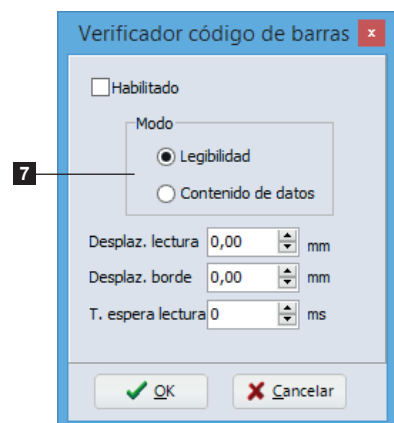 Verificador código de barras x
Habilitado
Modo
Legibilidad
7
Contenido de datos
Desplaz. lectura 0,00 mm
Desplaz. borde 0,00 mm
T. espera lectura 0 ms
OK Cancelar